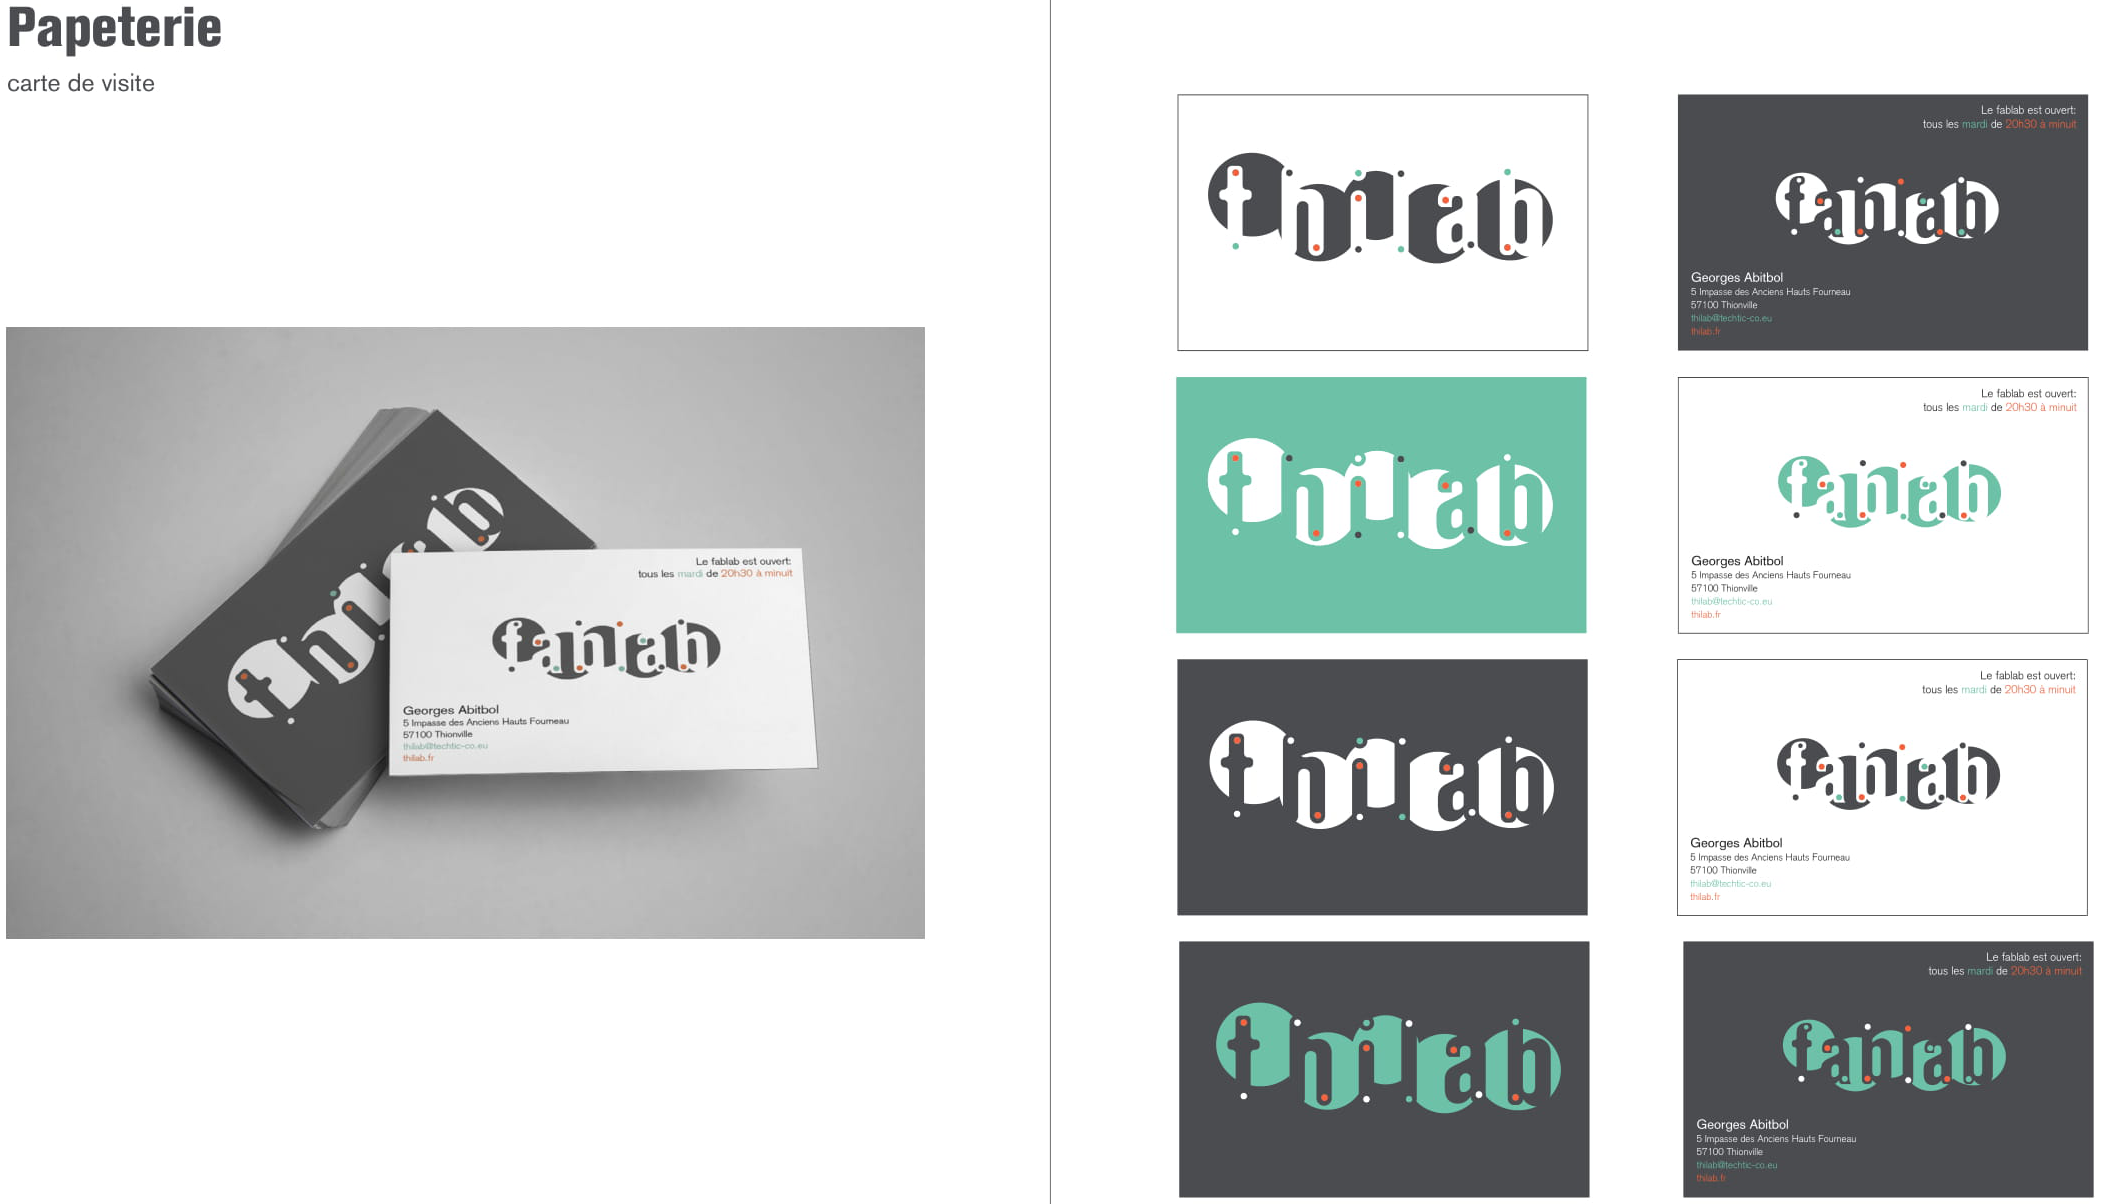 Papeterie
carte de visite
thilab
Le fablab est ouvert:
tous les mardi de 20h30 à minuit
fablab
Georges Abitbol
5 Impasse des Anciens Hauts Fourneau
57100 Thionville
thilab@techtic-co.eu
thilab.fr
thilab
Le fablab est ouvert:
tous les mardi de 20h30 à minuit
fablab
Georges Abitbol
5 Impasse des Anciens Hauts Fourneau
57100 Thionville
thilab@techtic-co.eu
thilab.fr
thilab
Le fablab est ouvert:
tous les mardi de 20h30 à minuit
fablab
Georges Abitbol
5 Impasse des Anciens Hauts Fourneau
57100 Thionville
thilab@techtic-co.eu
thilab.fr
thilab
Le fablab est ouvert:
tous les mardi de 20h30 à minuit
fablab
Georges Abitbol
5 Impasse des Anciens Hauts Fourneau
57100 Thionville
thilab@techtic-co.eu
thilab.fr
thilab
Le fablab est ouvert:
tous les mardi de 20h30 à minuit
fablab
Georges Abitbol
5 Impasse des Anciens Hauts Fourneau
57100 Thionville
thilab@techtic-co.eu
thilab.fr